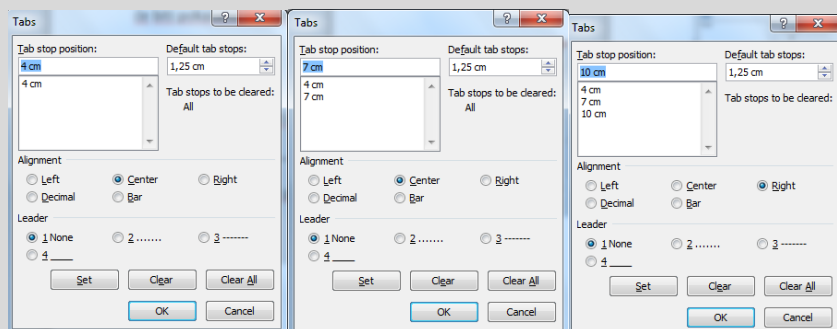 Tabs
Tab stop position:
Default tab stops:
4 cm
1,25 cm
4 cm
Tab stops to be cleared:
All
Alignment
Left
Center
Right
Decimal
Bar
Leader
1 None
2 .......
3 -------
4 ____
Set
Clear
Clear All
OK
Cancel
Tabs
Tab stop position:
Default tab stops:
7 cm
1,25 cm
4 cm
7 cm
Tab stops to be cleared:
All
Alignment
Left
Center
Right
Decimal
Bar
Leader
1 None
2 .......
3 -------
4 ____
Set
Clear
Clear All
OK
Cancel
Tabs
Tab stop position:
Default tab stops:
10 cm
1,25 cm
4 cm
7 cm
10 cm
Tab stops to be cleared:
Alignment
Left
Center
Right
Decimal
Bar
Leader
1 None
2 .......
3 -------
4 ____
Set
Clear
Clear All
OK
Cancel